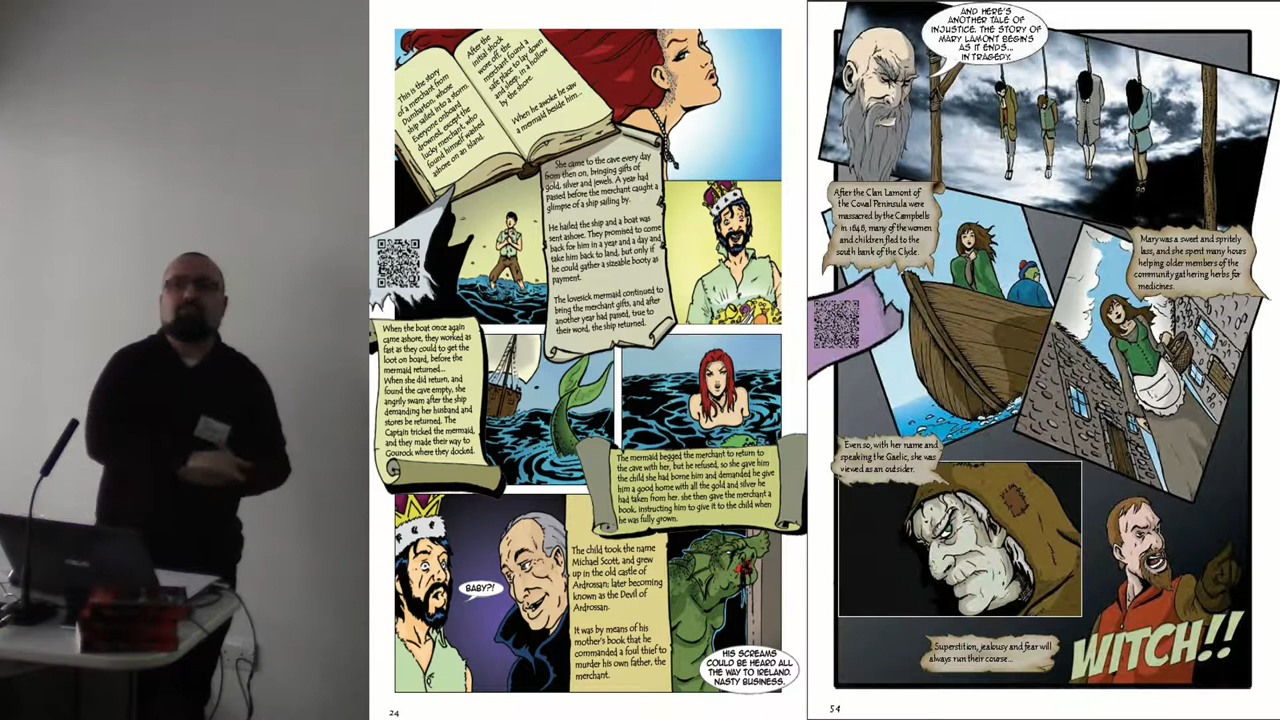 This is the story
of a merchant from
Dumbarton, whose
ship sailed into a storm.
Everyone onboard
drowned, except the
lucky merchant, who
found himself washed
ashore on an island.
After the
initial shock
wore off, the
merchant found a
safe place to lay down
and sleep, in a hollow
by the shore.
When he awoke he saw
a mermaid beside him...
She came to the cave every day
from then on, bringing gifts of
gold, silver and jewels. A year had
passed before the merchant caught a
glimpse of a ship sailing by.
He hailed the ship and a boat was
sent ashore. They promised to come
back for him in a year and a day and
take him back to land, but only if
he could gather a sizeable booty as
payment.
The lovesick mermaid continued to
bring the merchant gifts, and after
another year had passed, true to
their word, the ship returned.
When the boat once again
came ashore, they worked as
fast as they could to get the
loot on board, before the
mermaid returned...
When she did return, and
found the cave empty, she
angrily swam after the ship
demanding her husband and
stores be returned. The
Captain tricked the mermaid,
and they made their way to
Gourock where they docked.
The mermaid begged the merchant to return to
the cave with her, but he refused, so she gave him
the child she had borne him and demanded he give
him a good home with all the gold and silver he
had taken from her. she then gave the merchant a
book, instructing him to give it to the child when
he was fully grown.
BABY?!
The child took the name
Michael Scott, and grew
up in the old castle of
Ardrossan; later becoming
known as the Devil of
Ardrossan.
It was by means of his
mother's book that he
commanded a foul thief to
murder his own father, the
merchant.
HIS SCREAMS
COULD BE HEARD ALL
THE WAY TO IRELAND.
NASTY BUSINESS.
24
AND HERE'S
ANOTHER TALE OF
INJUSTICE. THE STORY OF
MARY LAMONT BEGINS
AS IT ENDS...
IN TRAGEDY.
After the Clan Lamont of
the Cowal Peninsula were
massacred by the Campbells
in 1646, many of the women
and children fled to the
south bank of the Clyde.
Mary was a sweet and spritely
lass, and she spent many hours
helping older members of the
community gathering herbs for
medicines.
Even so, with her name and
speaking the Gaelic, she was
viewed as an outsider.
WITCH!!
Superstition, jealousy and fear will
always run their course...
54